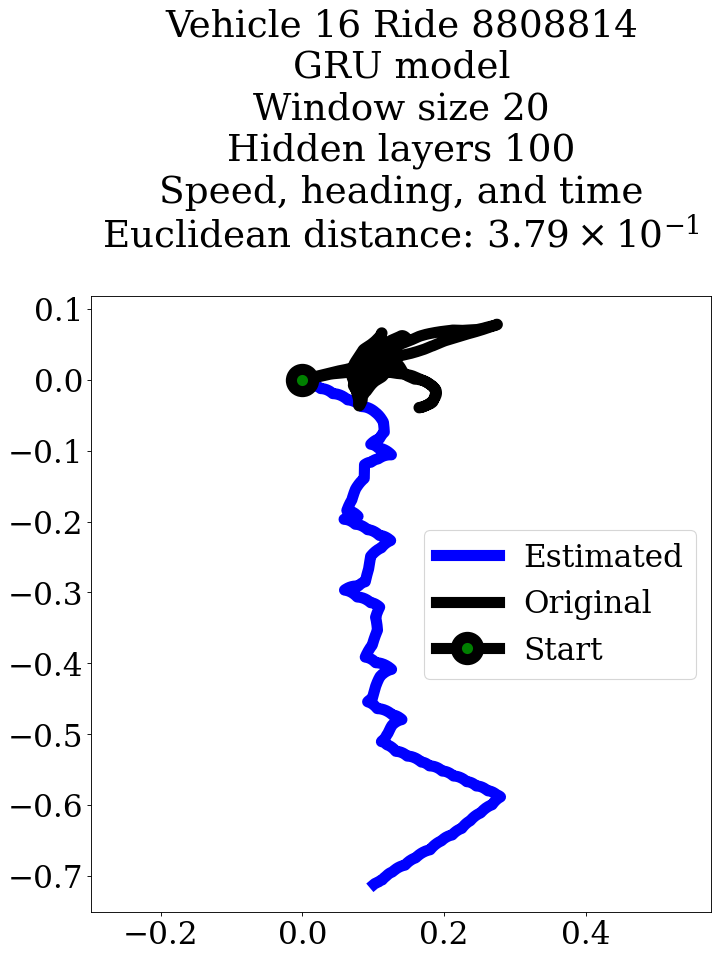 Vehicle 16 Ride 8808814
GRU model
Window size 20
Hidden layers 100
Speed, heading, and time
Euclidean distance: 3.79 × 10⁻¹
0.1
0.0
−0.1
−0.2
−0.3
−0.4
−0.5
−0.6
−0.7
Estimated
Original
Start
−0.2 0.0 0.2 0.4